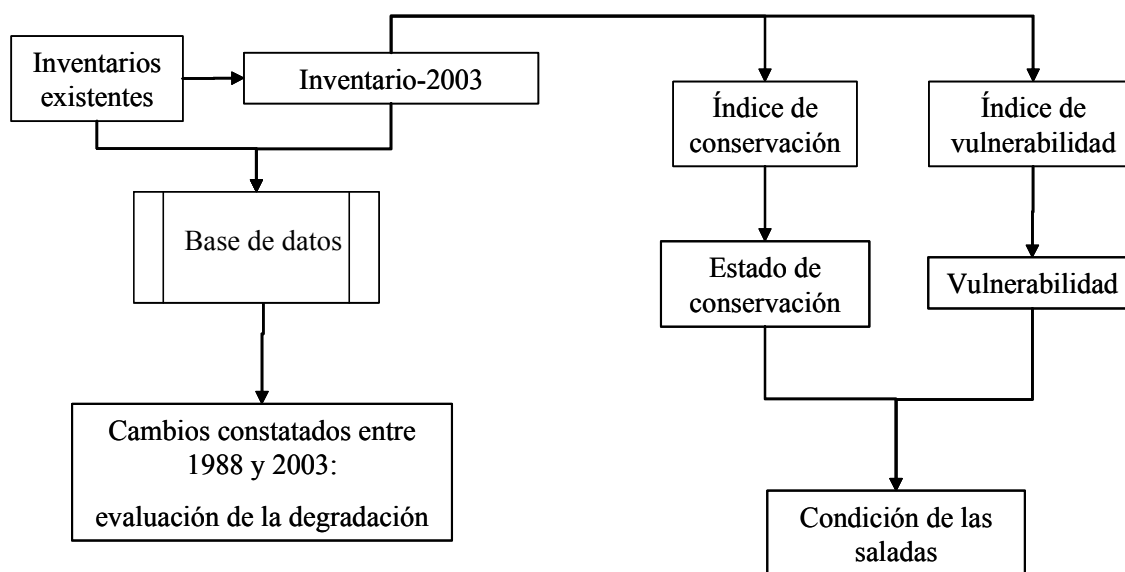 Inventarios
existentes
Inventario-2003
Índice de
conservación
Índice de
vulnerabilidad
Base de datos
Estado de
conservación
Vulnerabilidad
Cambios constatados entre
1988 y 2003:
evaluación de la degradación
Condición de las
saladas